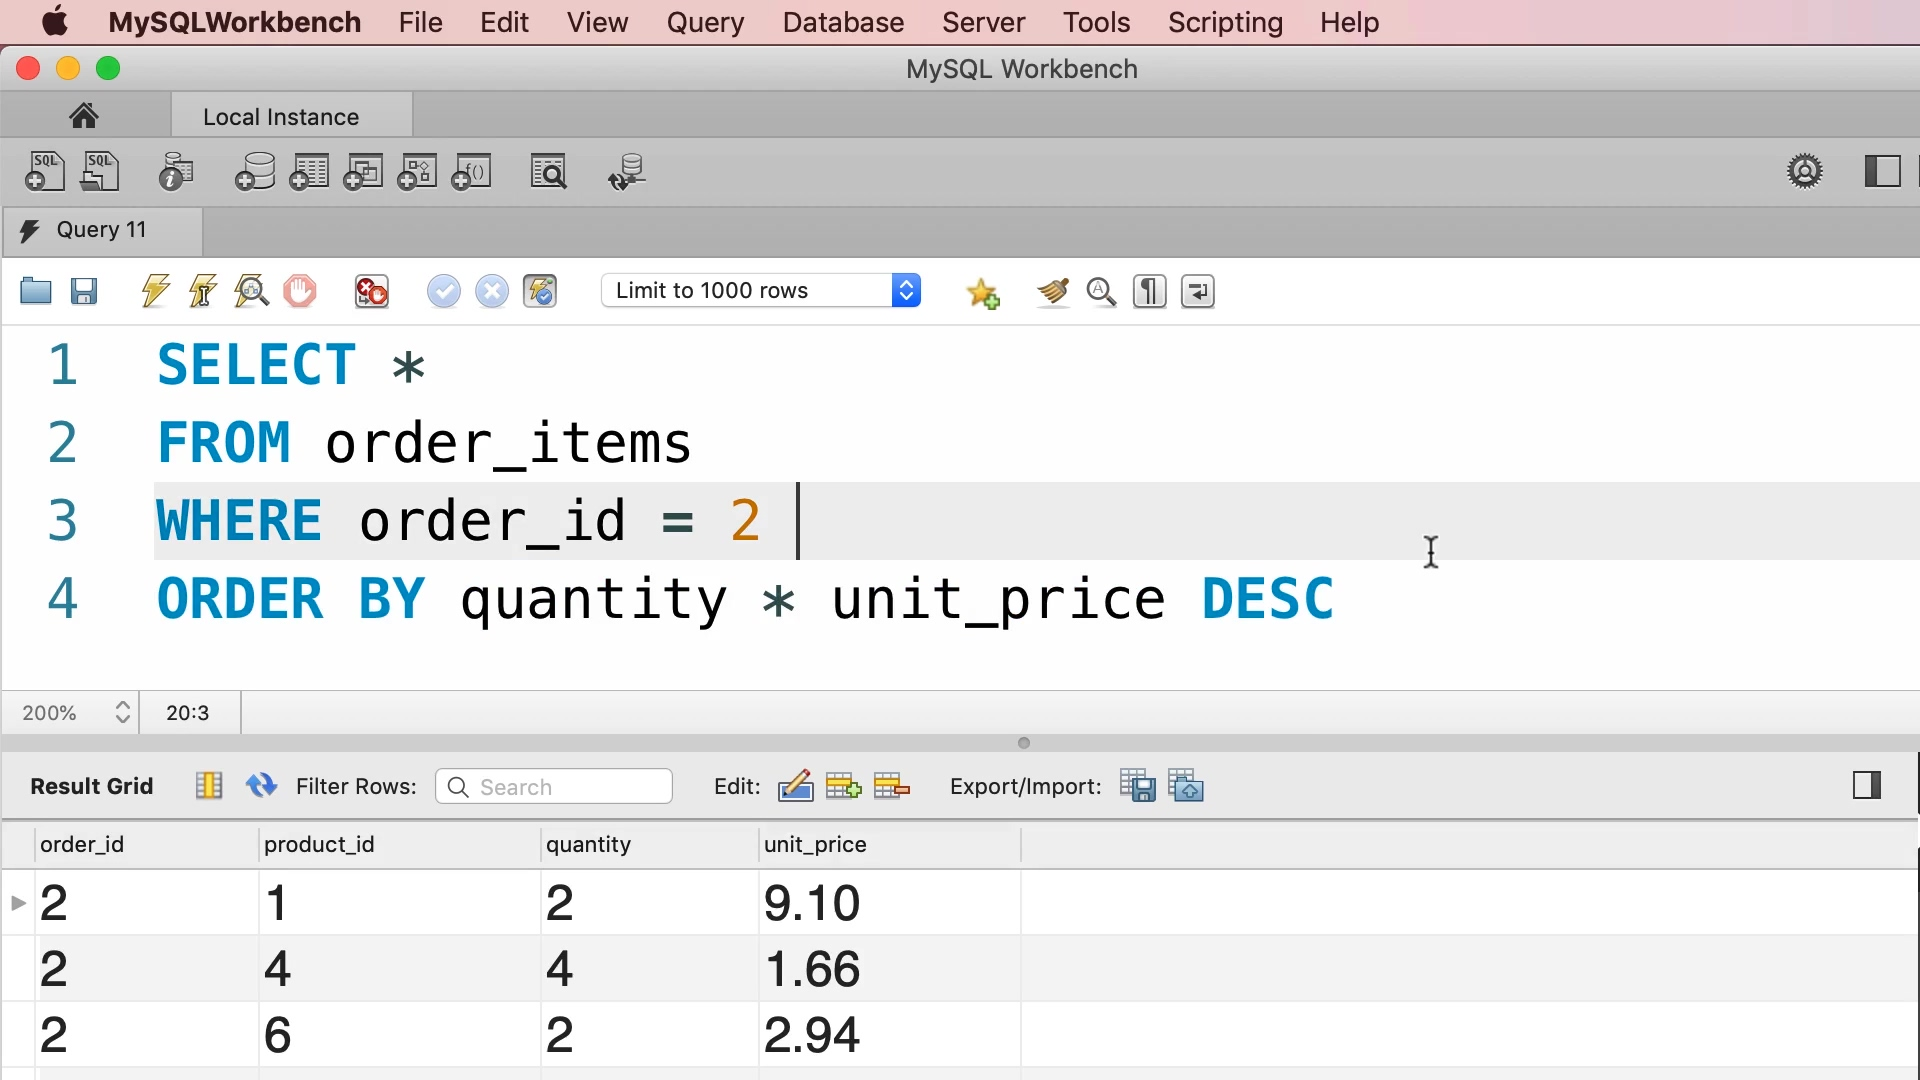 MySQLWorkbench File Edit View Query Database Server Tools Scripting Help
MySQL Workbench
Local Instance
SQL SQL
Query 11
Limit to 1000 rows
1 SELECT *
2 FROM order_items
3 WHERE order_id = 2
4 ORDER BY quantity * unit_price DESC
200% 20:3
Result Grid Filter Rows: Search Edit: Export/Import:
order_id product_id quantity unit_price
2 1 2 9.10
2 4 4 1.66
2 6 2 2.94